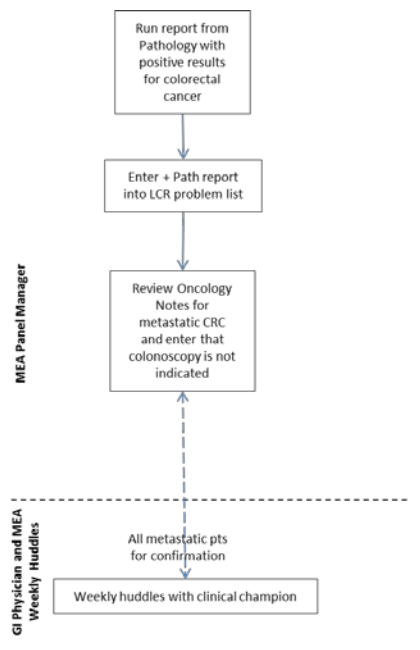 Run report from
Pathology with
positive results
for colorectal
cancer
Enter + Path report
into LCR problem list
Review Oncology
Notes for
metastatic CRC
and enter that
colonoscopy is not
indicated
MEA Panel Manager
All metastatic pts
for confirmation
Weekly huddles with clinical champion
GI Physician and MEA
Weekly Huddles